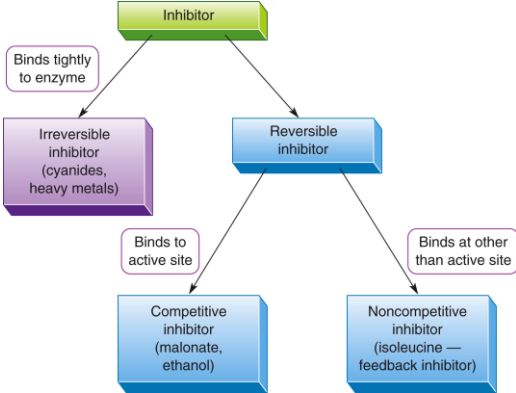 Inhibitor
Binds tightly
to enzyme
Irreversible
inhibitor
(cyanides,
heavy metals)
Reversible
inhibitor
Binds to
active site
Binds at other
than active site
Competitive
inhibitor
(malonate,
ethanol)
Noncompetitive
inhibitor
(isoleucine —
feedback inhibitor)